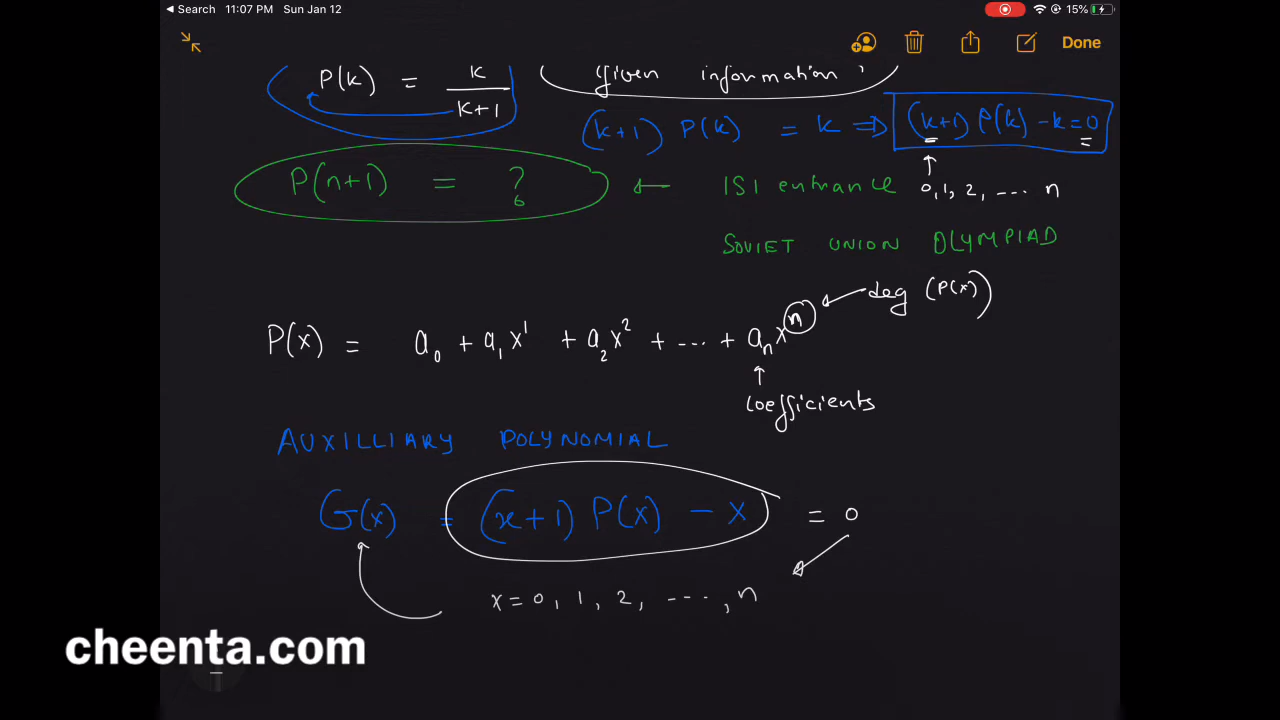 Search 11:07 PM Sun Jan 12 15%
Done
P(k) = k/k+1 given information
(k+1) P(k) = k ⇒ (k+1) P(k) - k = 0
P(n+1) = ? ← ISI entrance 0, 1, 2, .... n
SOVIET UNION OLYMPIAD
deg (P(x))
P(x) = a₀ + a₁x¹ + a₂x² + ... + aₙxⁿ
coefficients
AUXILLIARY POLYNOMIAL
G(x) = (x+1) P(x) - x = 0
x = 0, 1, 2, ----, n
cheenta.com